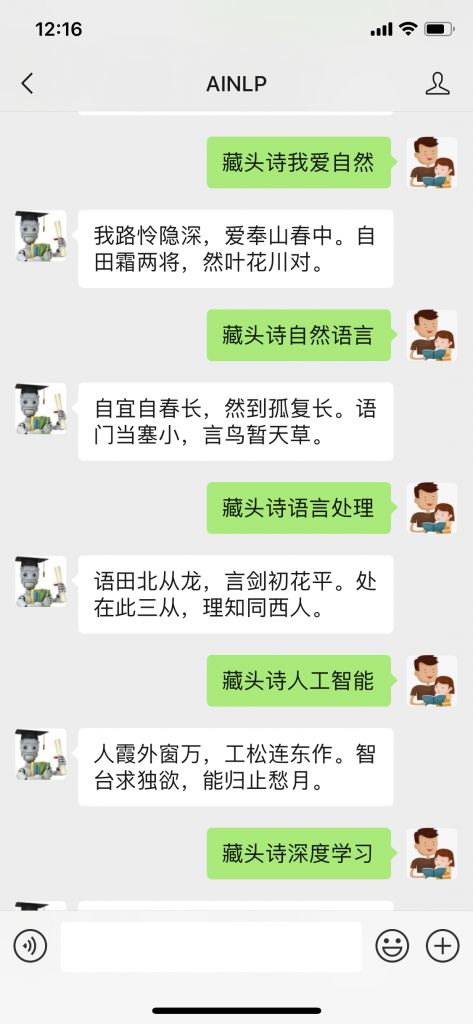 12:16
AINLP
藏头诗我爱自然
我路怜隐深，爱奉山春中。自
田霜两将，然叶花川对。
藏头诗自然语言
自宜自春长，然到孤复长。语
门当塞小，言鸟暂天草。
藏头诗语言处理
语田北从龙，言剑初花平。处
在此三从，理知同西人。
藏头诗人工智能
人霞外窗万，工松连东作。智
台求独欲，能归止愁月。
藏头诗深度学习